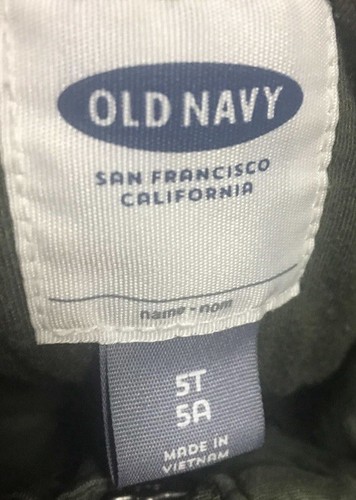 OLD NAVY
SAN FRANCISCO
CALIFORNIA
name - nom
5T
5A
MADE IN
VIETNAM